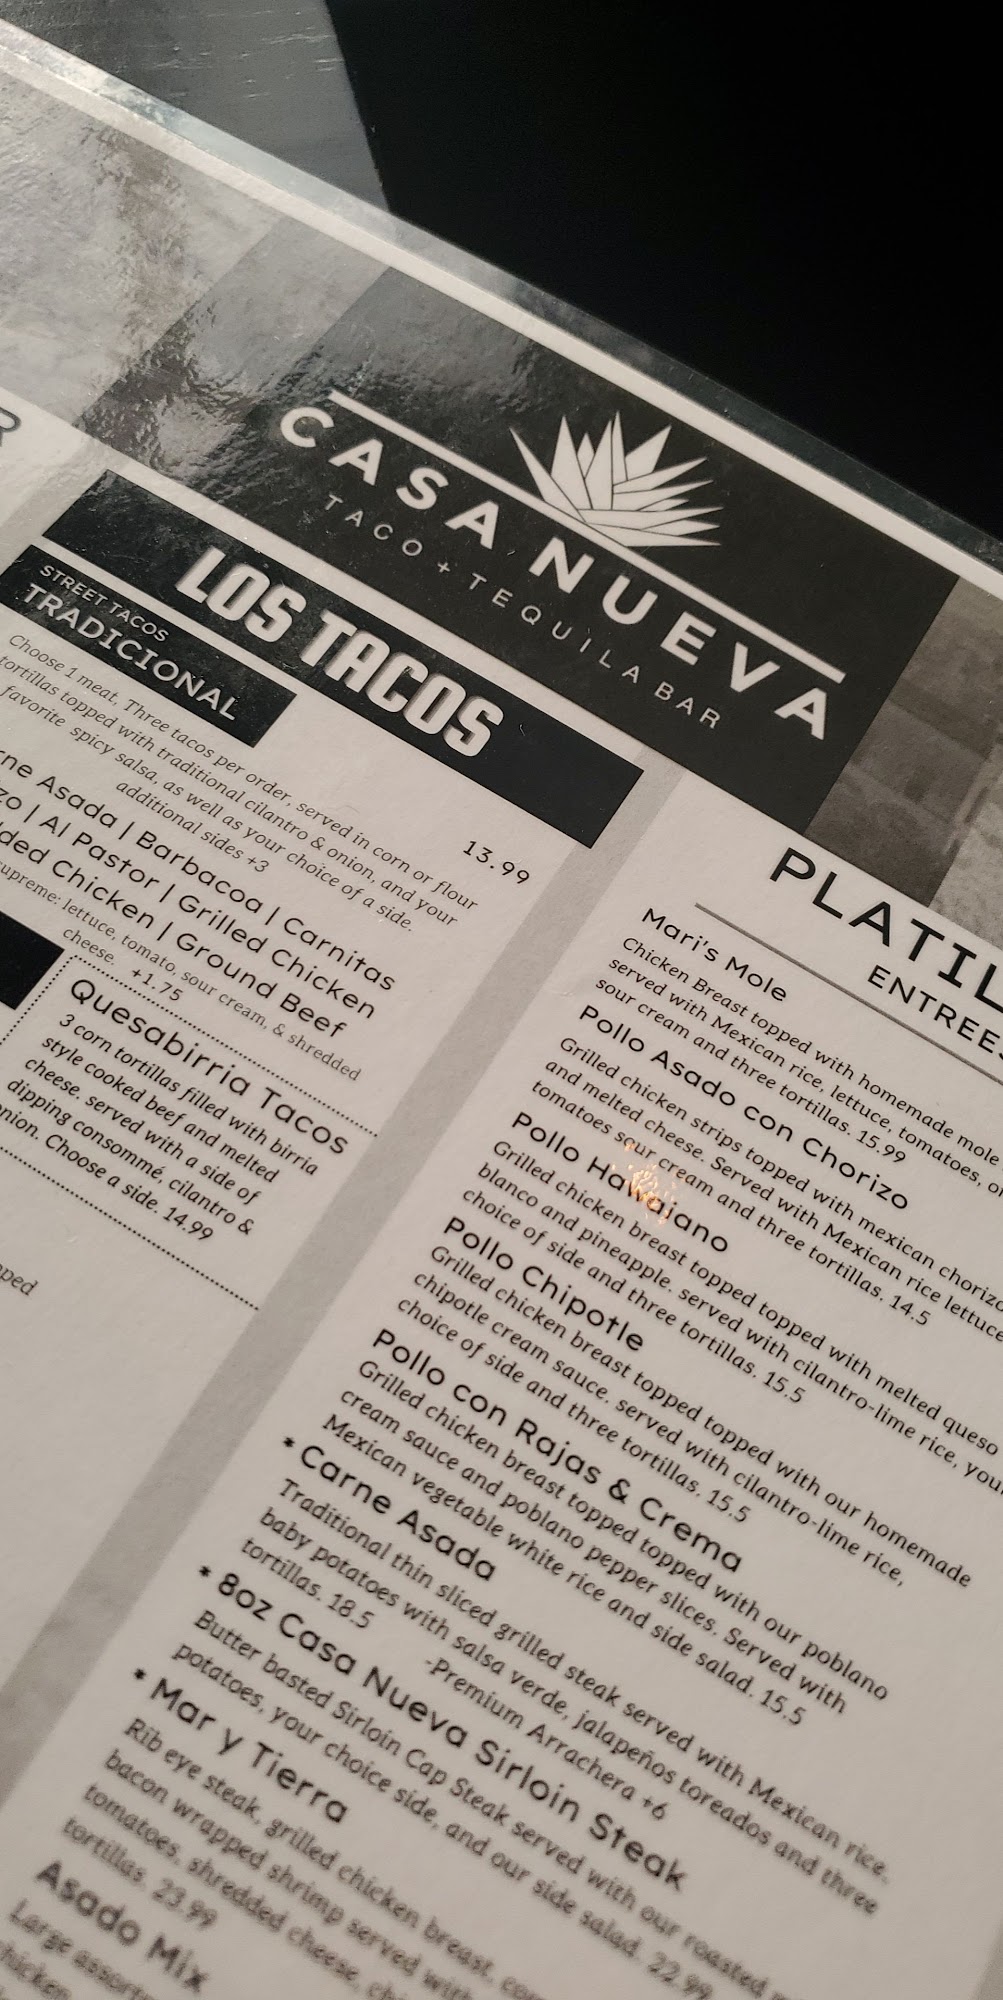 R
CASA NUEVA
TACO + TEQUILA BAR
LOS TACOS
STREET TACOS
TRADICIONAL
13.99
Choose 1 meat, Three tacos per order, served in corn or flour
tortillas topped with traditional cilantro & onion, and your
favorite spicy salsa, as well as your choice of a side.
additional sides +3
Asada | Barbacoa | Carnitas
| Al Pastor | Grilled Chicken
Chicken | Ground Beef
supreme: lettuce, tomato, sour cream, & shredded
cheese. +1.75
Quesabirria Tacos
3 corn tortillas filled with birria
style cooked beef and melted
cheese. served with a side of
dipping consommé, cilantro &
onion. Choose a side. 14.99
PLATIL
ENTREES
Mari's Mole
Chicken Breast topped with homemade mole
served with Mexican rice, lettuce, tomatoes,
sour cream and three tortillas. 15.99
Pollo Asado con Chorizo
Grilled chicken strips topped with mexican chorizo
and melted cheese. Served with Mexican rice lettuce
tomatoes sour cream and three tortillas. 14.5
Pollo Hawaiano
Grilled chicken breast topped topped with melted queso
blanco and pineapple. served with cilantro-lime rice, your
choice of side and three tortillas. 15.5
Pollo Chipotle
Grilled chicken breast topped topped with our homemade
chipotle cream sauce. served with cilantro-lime rice,
choice of side and three tortillas. 15.5
Pollo con Rajas & Crema
Grilled chicken breast topped topped with our poblano
cream sauce and poblano pepper slices. Served with
Mexican vegetable white rice and side salad. 15.5
* Carne Asada
Traditional thin sliced grilled steak served with Mexican rice.
baby potatoes with salsa verde, jalapeños toreados and three
tortillas. 18.5
-Premium Arrachera +6
* 8oz Casa Nueva Sirloin Steak
Butter basted Sirloin Cap Steak served with our roasted
potatoes, your choice side, and our side salad. 22.99
* Mar y Tierra
Rib eye steak, grilled chicken breast,
bacon wrapped shrimp served with
tomatoes, shredded cheese,
tortillas. 23.99
Asado Mix
Large
chicken